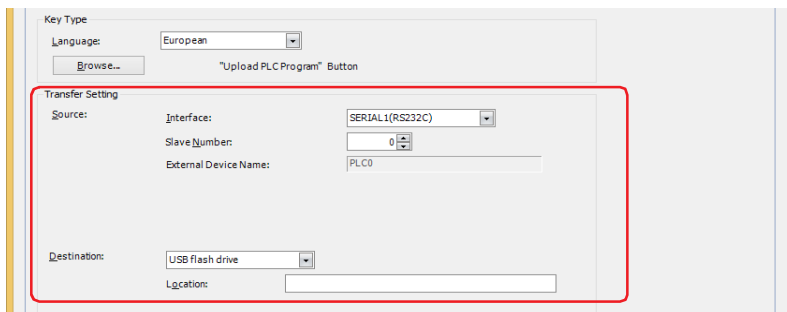 Key Type
Language: European
Browse... "Upload PLC Program" Button
Transfer Setting
Source: Interface: SERIAL1(RS232C)
Slave Number: 0
External Device Name: PLC0
Destination: USB flash drive
Location: